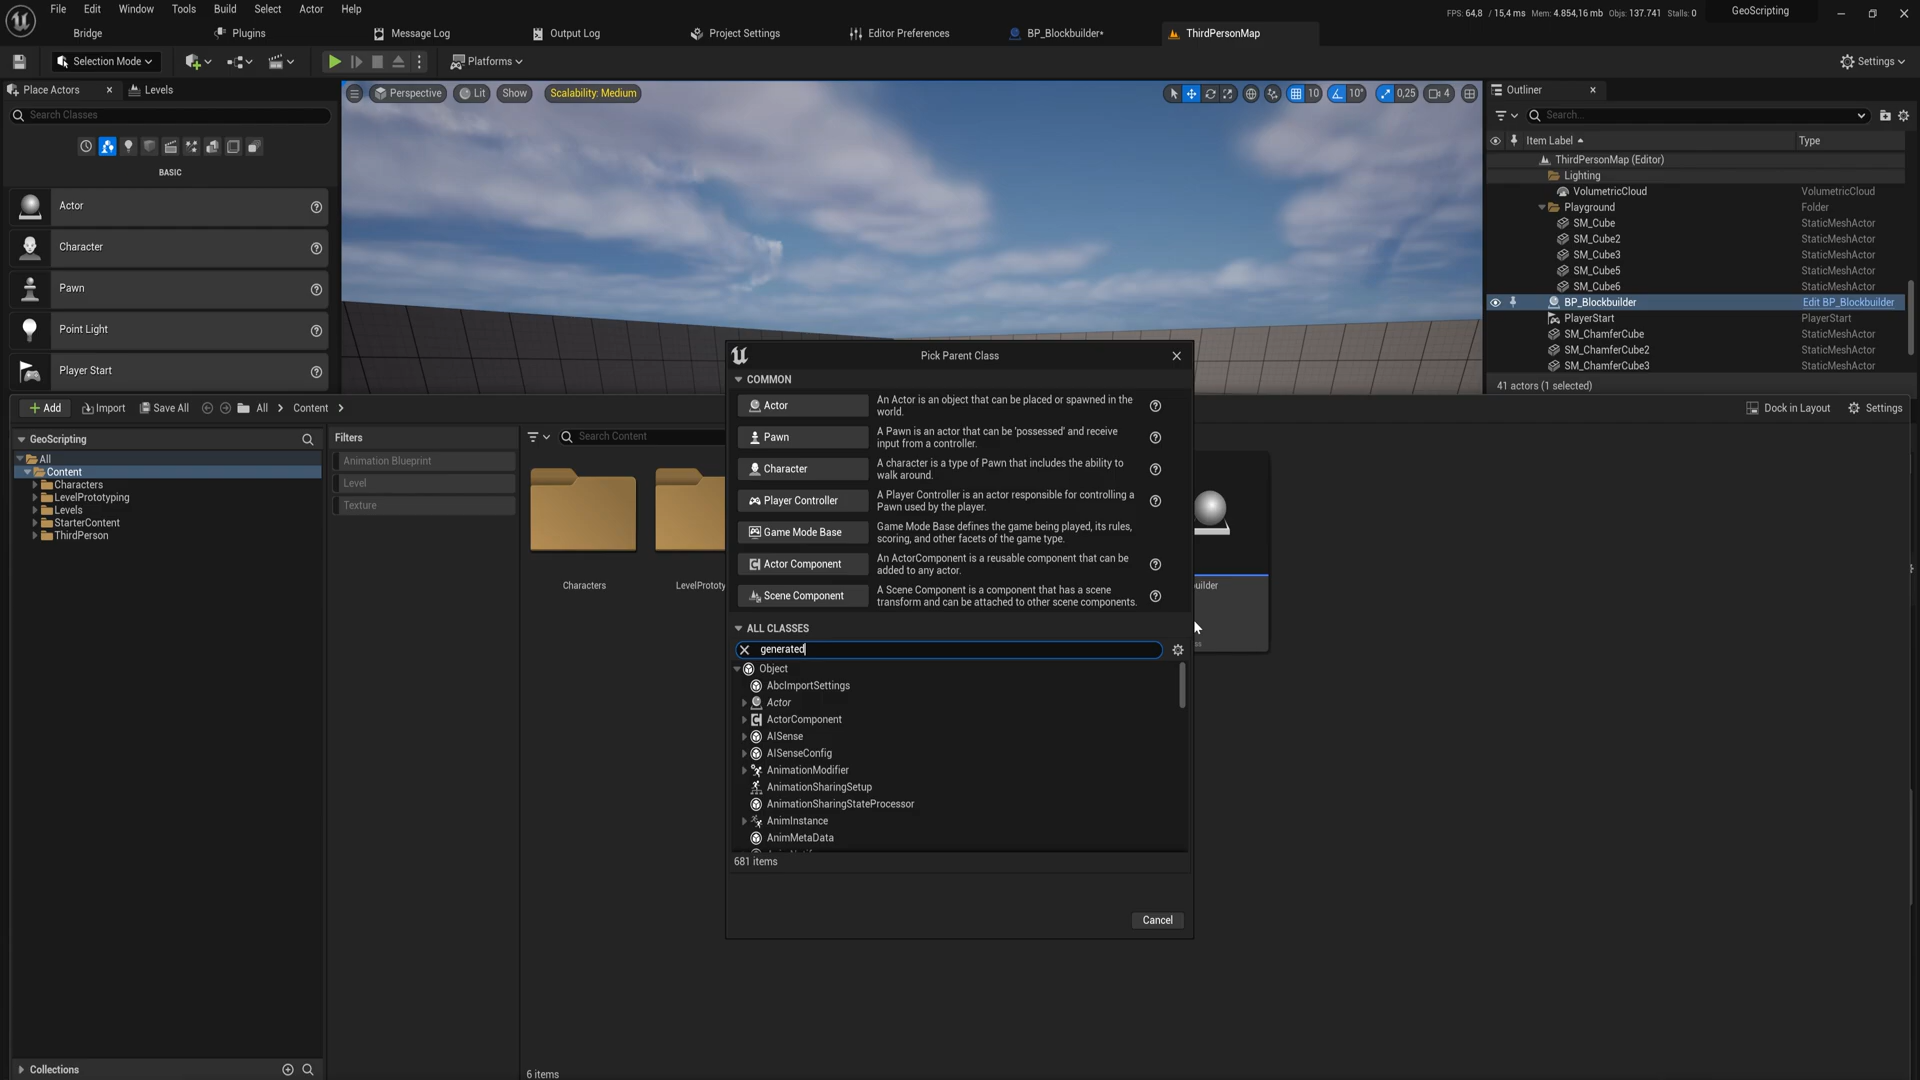 File Edit Window Tools Build Select Actor Help
FPS: 64,8 / 15,4 ms Mem: 4.854,16 mb Objs: 137.741 Stalls: 0
GeoScripting
Bridge Plugins Message Log Output Log Project Settings Editor Preferences BP_Blockbuilder* ThirdPersonMap
Selection Mode Platforms Settings
Place Actors Levels
Search Classes
BASIC
Actor
Character
Pawn
Point Light
Player Start
Perspective Lit Show Scalability: Medium 10 10° 0,25 4
Outliner
Search...
Item Label Type
ThirdPersonMap (Editor)
Lighting
VolumetricCloud VolumetricCloud
Playground Folder
SM_Cube StaticMeshActor
SM_Cube2 StaticMeshActor
SM_Cube3 StaticMeshActor
SM_Cube5 StaticMeshActor
SM_Cube6 StaticMeshActor
BP_Blockbuilder Edit BP_Blockbuilder
PlayerStart PlayerStart
SM_ChamferCube StaticMeshActor
SM_ChamferCube2 StaticMeshActor
SM_ChamferCube3 StaticMeshActor
41 actors (1 selected)
Add Import Save All All Content
Dock in Layout Settings
GeoScripting
All
Content
Characters
LevelPrototyping
Levels
StarterContent
ThirdPerson
Collections
Filters
Animation Blueprint
Level
Texture
Search Content
Characters
LevelPrototy
uilder
6 items
Pick Parent Class
COMMON
Actor
An Actor is an object that can be placed or spawned in the
world.
Pawn
A Pawn is an actor that can be 'possessed' and receive
input from a controller.
Character
A character is a type of Pawn that includes the ability to
walk around.
Player Controller
A Player Controller is an actor responsible for controlling a
Pawn used by the player.
Game Mode Base
Game Mode Base defines the game being played, its rules,
scoring, and other facets of the game type.
Actor Component
An ActorComponent is a reusable component that can be
added to any actor.
Scene Component
A Scene Component is a component that has a scene
transform and can be attached to other scene components.
ALL CLASSES
generated
Object
AbcImportSettings
Actor
ActorComponent
AISense
AISenseConfig
AnimationModifier
AnimationSharingSetup
AnimationSharingStateProcessor
AnimInstance
AnimMetaData
681 items
Cancel